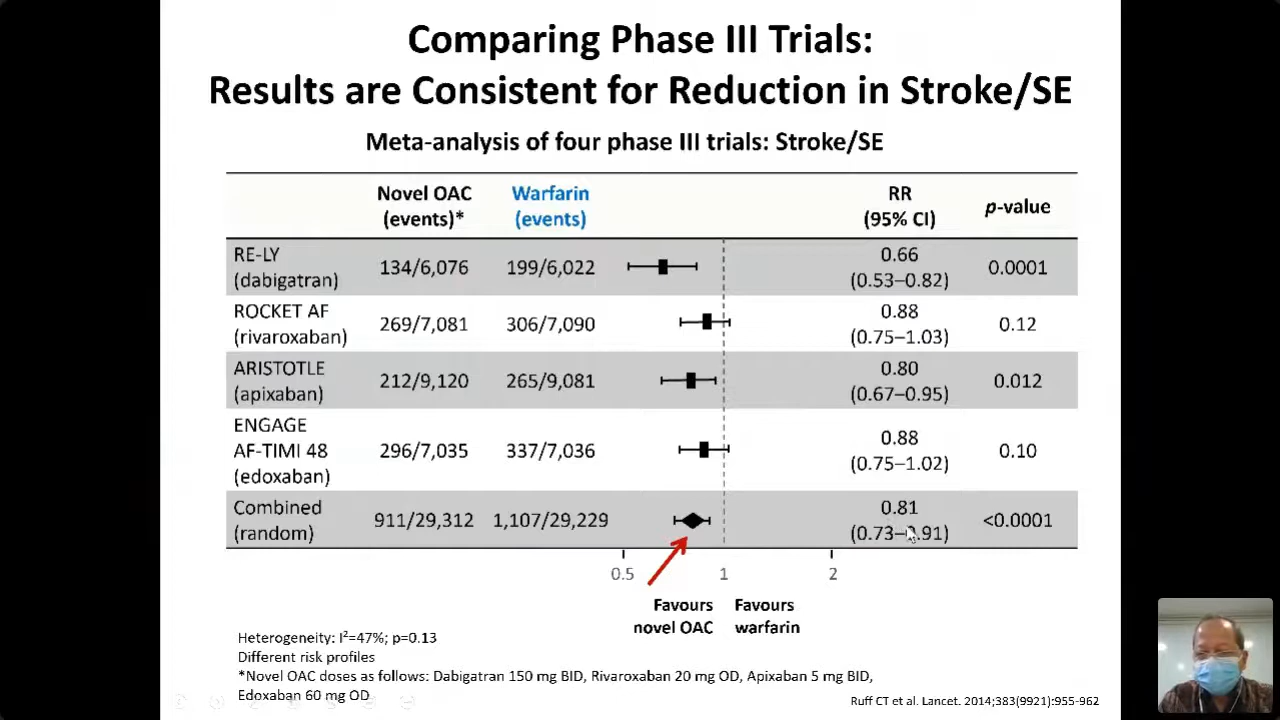 Comparing Phase III Trials:
Results are Consistent for Reduction in Stroke/SE
Meta-analysis of four phase III trials: Stroke/SE
Novel OAC (events)* Warfarin (events) RR (95% CI) p-value
RE-LY (dabigatran) 134/6,076 199/6,022 0.66 (0.53–0.82) 0.0001
ROCKET AF (rivaroxaban) 269/7,081 306/7,090 0.88 (0.75–1.03) 0.12
ARISTOTLE (apixaban) 212/9,120 265/9,081 0.80 (0.67–0.95) 0.012
ENGAGE AF-TIMI 48 (edoxaban) 296/7,035 337/7,036 0.88 (0.75–1.02) 0.10
Combined (random) 911/29,312 1,107/29,229 0.81 (0.73–0.91) <0.0001
0.5 1 2
Favours novel OAC Favours warfarin
Heterogeneity: I²=47%; p=0.13
Different risk profiles
*Novel OAC doses as follows: Dabigatran 150 mg BID, Rivaroxaban 20 mg OD, Apixaban 5 mg BID,
Edoxaban 60 mg OD
Ruff CT et al. Lancet. 2014;383(9921):955-962